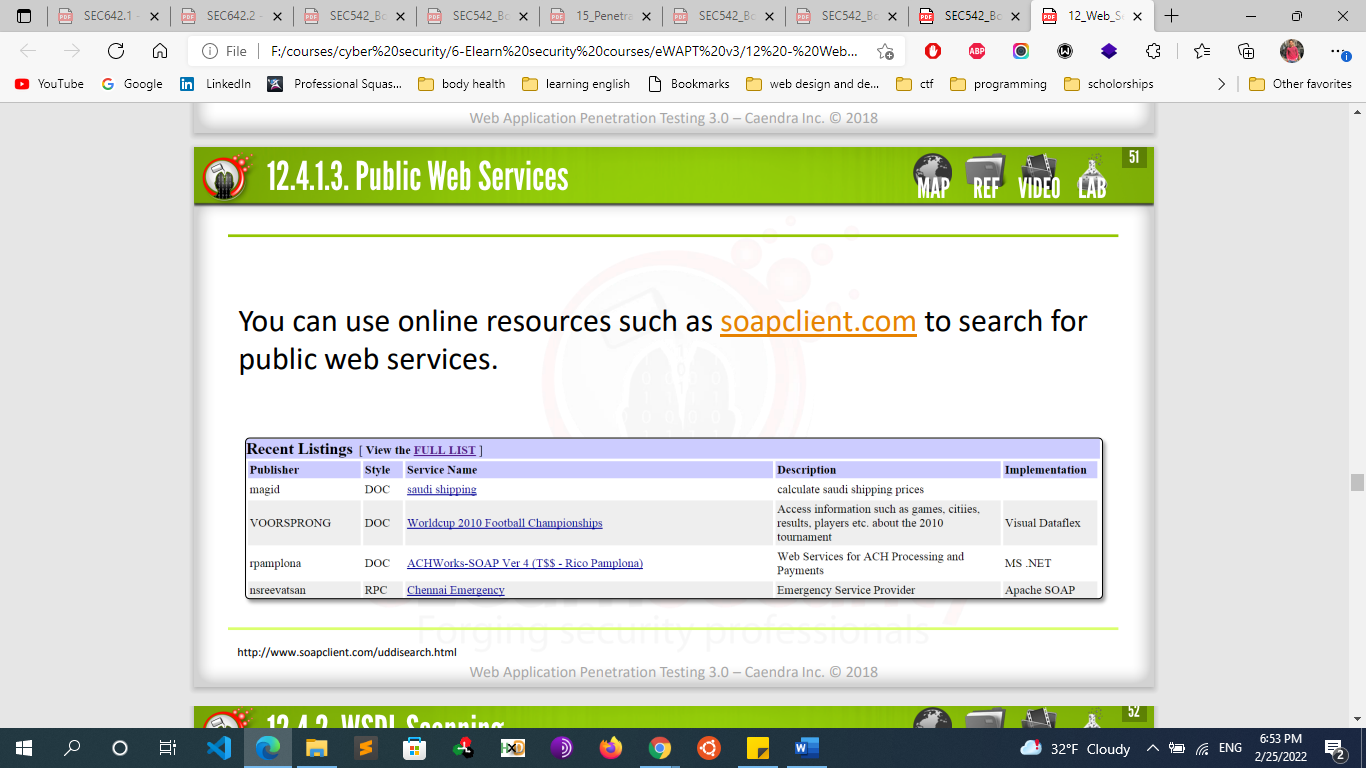 SEC642.1 -
SEC642.2 -
SEC542_Bo
SEC542_Bo
15_Penetra
SEC542_Bo
SEC542_Bo
SEC542_Bo
12_Web_Se
File
F:/courses/cyber%20security/6-Elearn%20security%20courses/eWAPT%20v3/12%20-%20Web...
ABP
YouTube
Google
LinkedIn
Professional Squas...
body health
learning english
Bookmarks
web design and de...
ctf
programming
scholorships
Other favorites
Web Application Penetration Testing 3.0 – Caendra Inc. © 2018
12.4.1.3. Public Web Services
MAP
REF
VIDEO
LAB
51
You can use online resources such as soapclient.com to search for
public web services.
Recent Listings [ View the FULL LIST ]
Publisher Style Service Name Description Implementation
magid DOC saudi shipping calculate saudi shipping prices
VOORSPRONG DOC Worldcup 2010 Football Championships Access information such as games, citiies,
results, players etc. about the 2010 Visual Dataflex
tournament
rpamplona DOC ACHWorks-SOAP Ver 4 (T$$ - Rico Pamplona) Web Services for ACH Processing and
Payments MS .NET
nsreevatsan RPC Chennai Emergency Emergency Service Provider Apache SOAP
Forging security professionals
http://www.soapclient.com/uddisearch.html
Web Application Penetration Testing 3.0 – Caendra Inc. © 2018
12.4.2. WSDL Scanning
52
32°F Cloudy
ENG
6:53 PM
2/25/2022
2